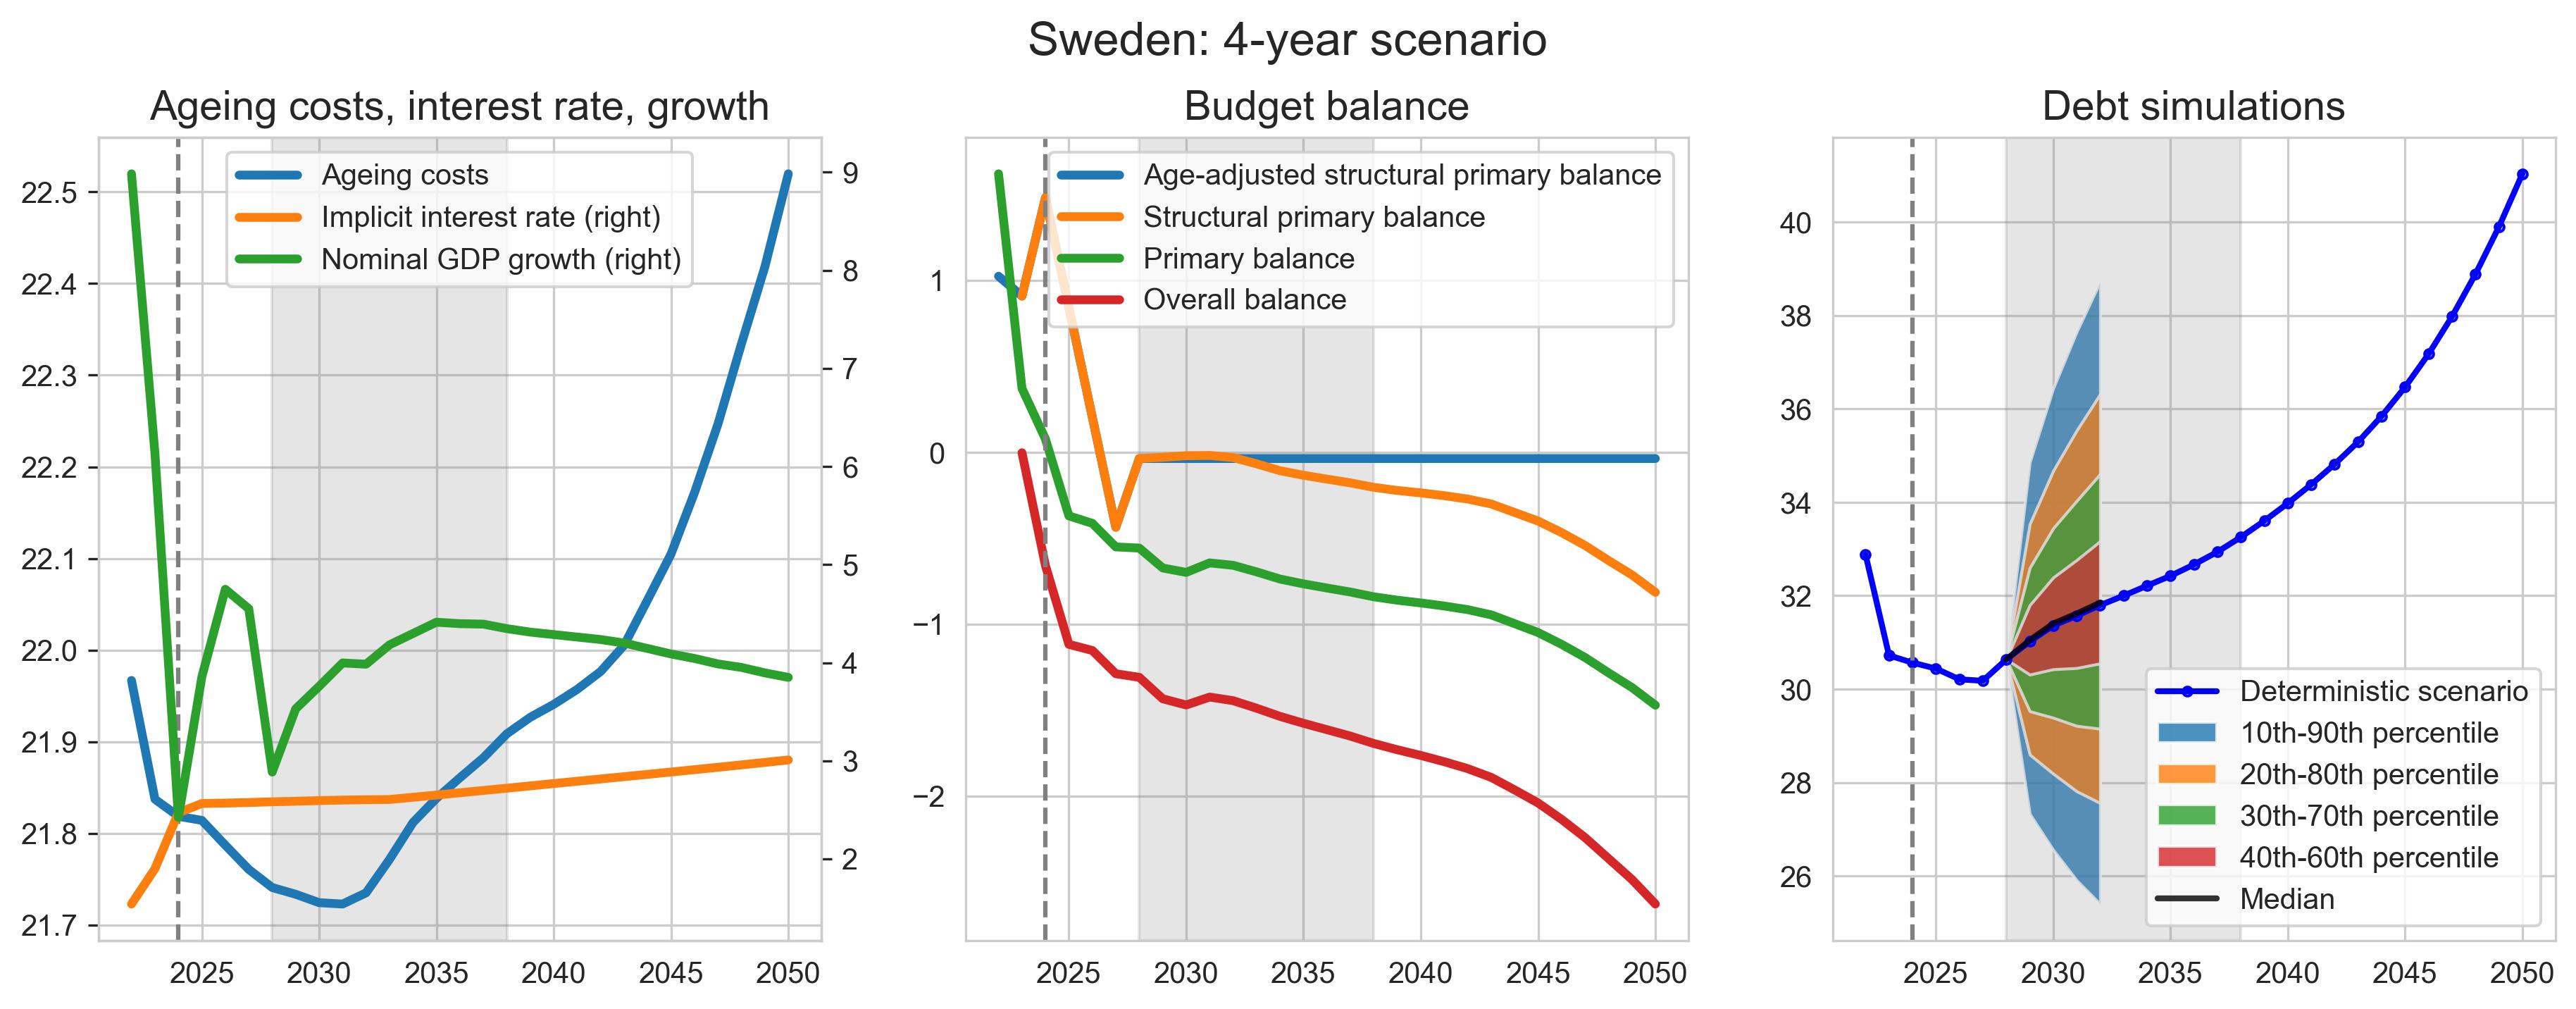 Sweden: 4-year scenario
Ageing costs, interest rate, growth
Ageing costs
Implicit interest rate (right)
Nominal GDP growth (right)
22.5
22.4
22.3
22.2
22.1
22.0
21.9
21.8
21.7
9
8
7
6
5
4
3
2
2025 2030 2035 2040 2045 2050
Budget balance
Age-adjusted structural primary balance
Structural primary balance
Primary balance
Overall balance
1
0
−1
−2
2025 2030 2035 2040 2045 2050
Debt simulations
40
38
36
34
32
30
28
26
Deterministic scenario
10th-90th percentile
20th-80th percentile
30th-70th percentile
40th-60th percentile
Median
2025 2030 2035 2040 2045 2050